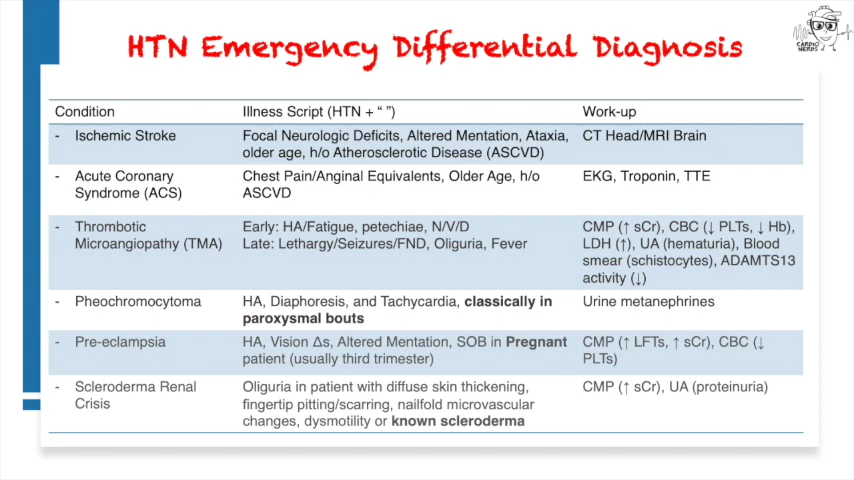 HTN Emergency Differential Diagnosis
CARDIO
NERDS
Condition Illness Script (HTN + “ ”) Work-up
- Ischemic Stroke Focal Neurologic Deficits, Altered Mentation, Ataxia, CT Head/MRI Brain
older age, h/o Atherosclerotic Disease (ASCVD)
- Acute Coronary Chest Pain/Anginal Equivalents, Older Age, h/o EKG, Troponin, TTE
Syndrome (ACS) ASCVD
- Thrombotic Early: HA/Fatigue, petechiae, N/V/D CMP (↑ sCr), CBC (↓ PLTs, ↓ Hb),
Microangiopathy (TMA) Late: Lethargy/Seizures/FND, Oliguria, Fever LDH (↑), UA (hematuria), Blood
smear (schistocytes), ADAMTS13
activity (↓)
- Pheochromocytoma HA, Diaphoresis, and Tachycardia, classically in Urine metanephrines
paroxysmal bouts
- Pre-eclampsia HA, Vision Δs, Altered Mentation, SOB in Pregnant CMP (↑ LFTs, ↑ sCr), CBC (↓
patient (usually third trimester) PLTs)
- Scleroderma Renal Oliguria in patient with diffuse skin thickening, CMP (↑ sCr), UA (proteinuria)
Crisis fingertip pitting/scarring, nailfold microvascular
changes, dysmotility or known scleroderma